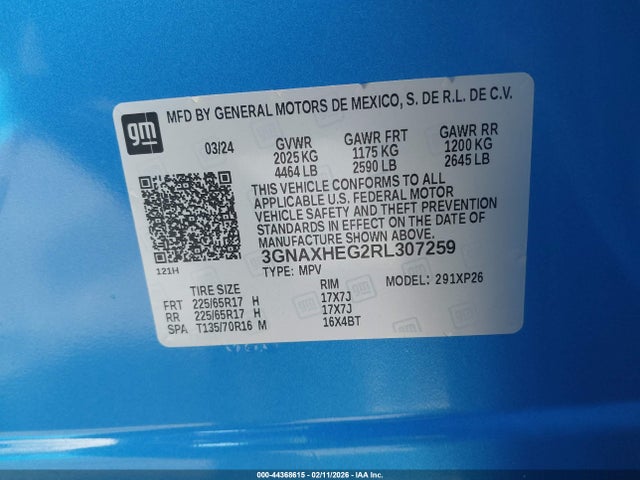 gm
MFD BY GENERAL MOTORS DE MEXICO, S. DE R.L. DE C.V.
03/24 GVWR GAWR FRT GAWR RR
2025 KG 1175 KG 1200 KG
4464 LB 2590 LB 2645 LB
THIS VEHICLE CONFORMS TO ALL
APPLICABLE U.S. FEDERAL MOTOR
VEHICLE SAFETY AND THEFT PREVENTION
STANDARDS IN EFFECT ON THE DATE OF
MANUFACTURE SHOWN ABOVE.
3GNAXHEG2RL307259
121H
TYPE: MPV MODEL: 291XP26
TIRE SIZE RIM
FRT 225/65R17 H 17X7J
RR 225/65R17 H 17X7J
SPA T135/70R16 M 16X4BT
000-44368615 - 02/11/2026 - IAA Inc.